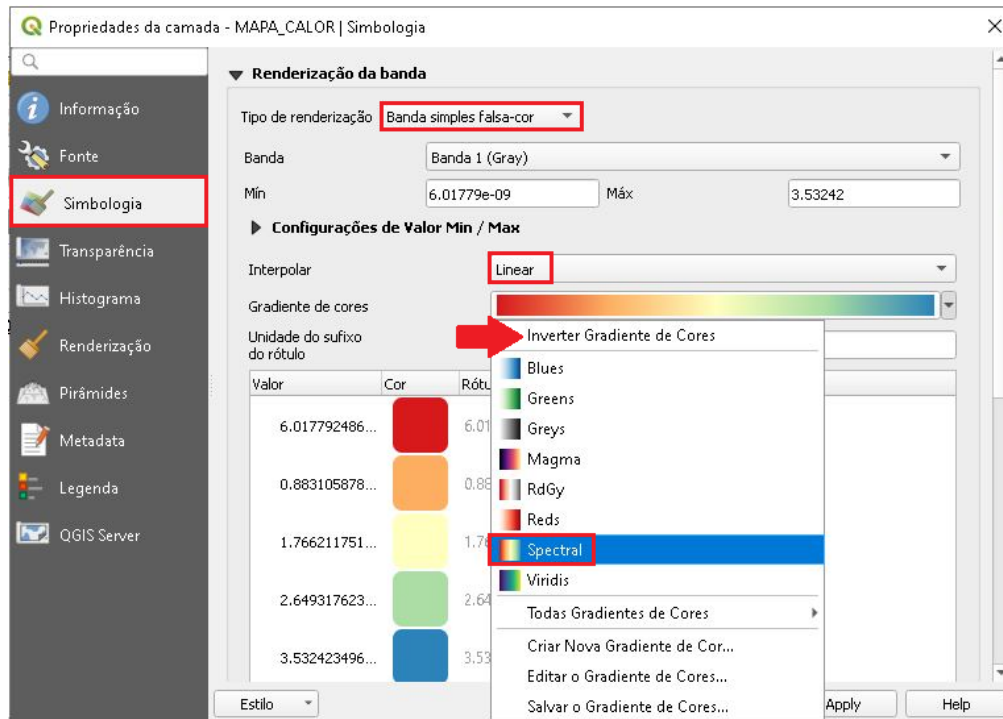 Propriedades da camada - MAPA_CALOR | Simbologia
Informação
Fonte
Simbologia
Transparência
Histograma
Renderização
Pirâmides
Metadata
Legenda
QGIS Server
Renderização da banda
Tipo de renderização Banda simples falsa-cor
Banda Banda 1 (Gray)
Mín 6.01779e-09 Máx 3.53242
Configurações de Valor Min / Max
Interpolar Linear
Gradiente de cores
Unidade do sufixo
do rótulo
Valor Cor Rótu
6.017792486... 6.01
0.883105878... 0.88
1.766211751... 1.76
2.649317623... 2.64
3.532423496... 3.53
Inverter Gradiente de Cores
Blues
Greens
Greys
Magma
RdGy
Reds
Spectral
Viridis
Todas Gradientes de Cores
Criar Nova Gradiente de Cor...
Editar o Gradiente de Cores...
Salvar o Gradiente de Cores...
Estilo Apply Help